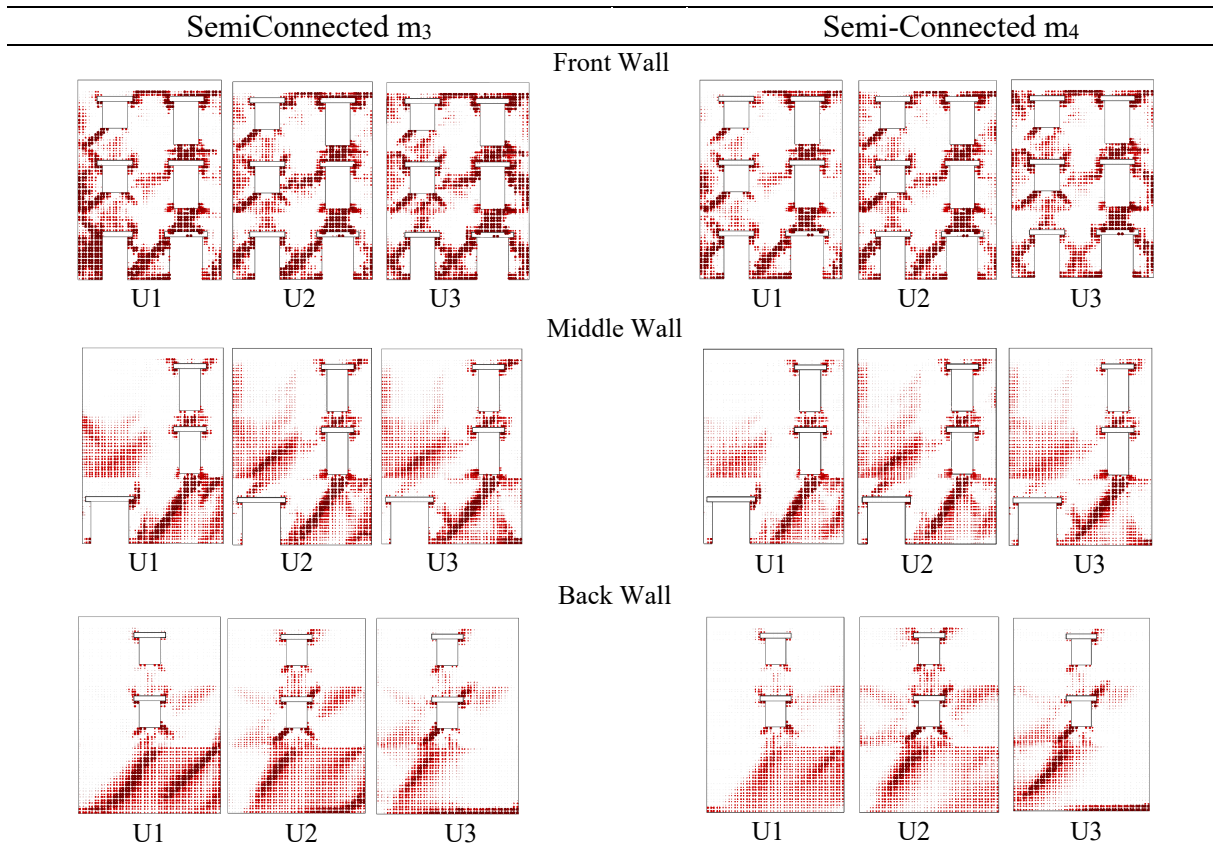 SemiConnected m₃ Semi-Connected m₄
Front Wall
U1 U2 U3 U1 U2 U3
Middle Wall
U1 U2 U3 U1 U2 U3
Back Wall
U1 U2 U3 U1 U2 U3